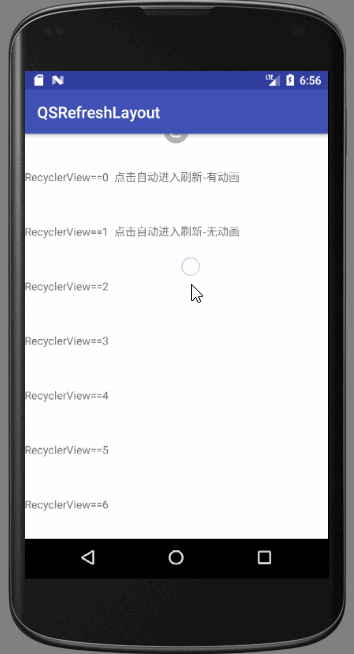 LTE 6:56
QSRefreshLayout
RecyclerView==0 点击自动进入刷新-有动画
RecyclerView==1 点击自动进入刷新-无动画
RecyclerView==2
RecyclerView==3
RecyclerView==4
RecyclerView==5
RecyclerView==6